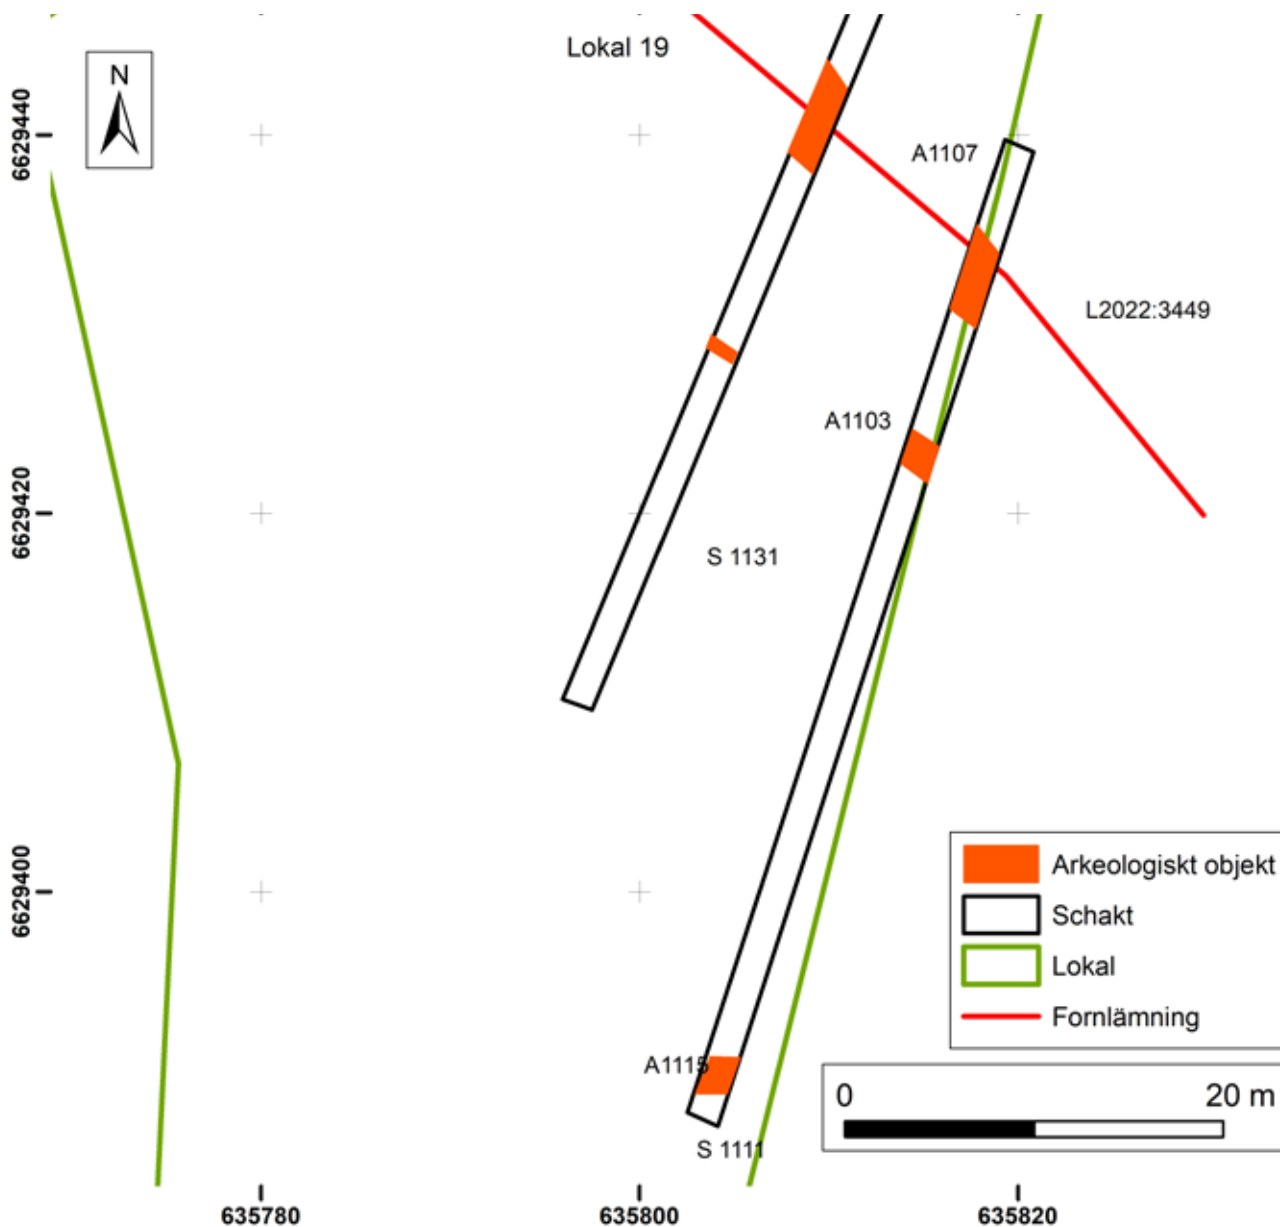 Lokal 19
N
6629440
A1107
L2022:3449
A1103
6629420
S 1131
6629400
Arkeologiskt objekt
Schakt
Lokal
Fornlämning
A1115
0 20 m
S 1111
635780 635800 635820